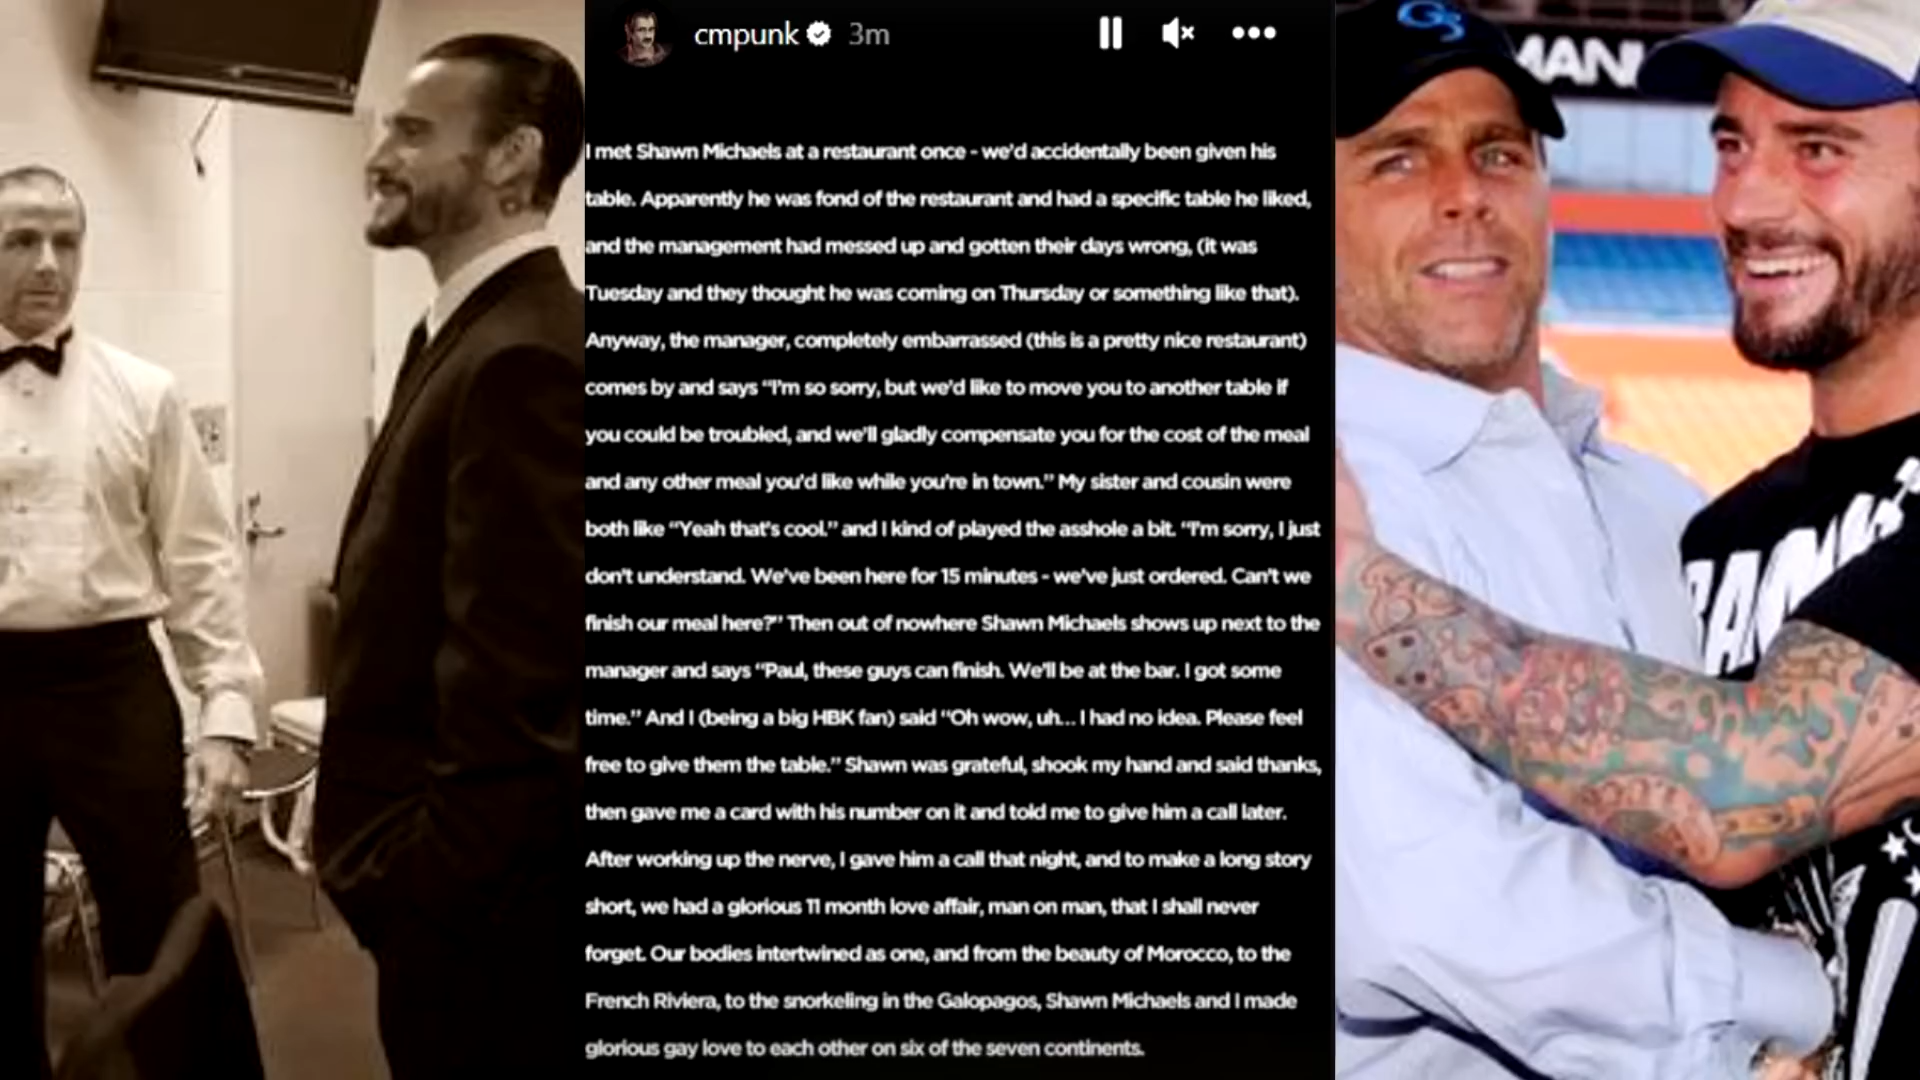 cmpunk 3m
I met Shawn Michaels at a restaurant once - we'd accidentally been given his
table. Apparently he was fond of the restaurant and had a specific table he liked,
and the management had messed up and gotten their days wrong, (it was
Tuesday and they thought he was coming on Thursday or something like that).
Anyway, the manager, completely embarrassed (this is a pretty nice restaurant)
comes by and says “I'm so sorry, but we'd like to move you to another table if
you could be troubled, and we'll gladly compensate you for the cost of the meal
and any other meal you'd like while you're in town.” My sister and cousin were
both like “Yeah that's cool.” and I kind of played the asshole a bit. “I'm sorry, I just
don't understand. We've been here for 15 minutes - we've just ordered. Can't we
finish our meal here?” Then out of nowhere Shawn Michaels shows up next to the
manager and says “Paul, these guys can finish. We'll be at the bar. I got some
time.” And I (being a big HBK fan) said “Oh wow, uh... I had no idea. Please feel
free to give them the table.” Shawn was grateful, shook my hand and said thanks,
then gave me a card with his number on it and told me to give him a call later.
After working up the nerve, I gave him a call that night, and to make a long story
short, we had a glorious 11 month love affair, man on man, that I shall never
forget. Our bodies intertwined as one, and from the beauty of Morocco, to the
French Riviera, to the snorkeling in the Galopagos, Shawn Michaels and I made
glorious gay love to each other on six of the seven continents.
GS
MANI